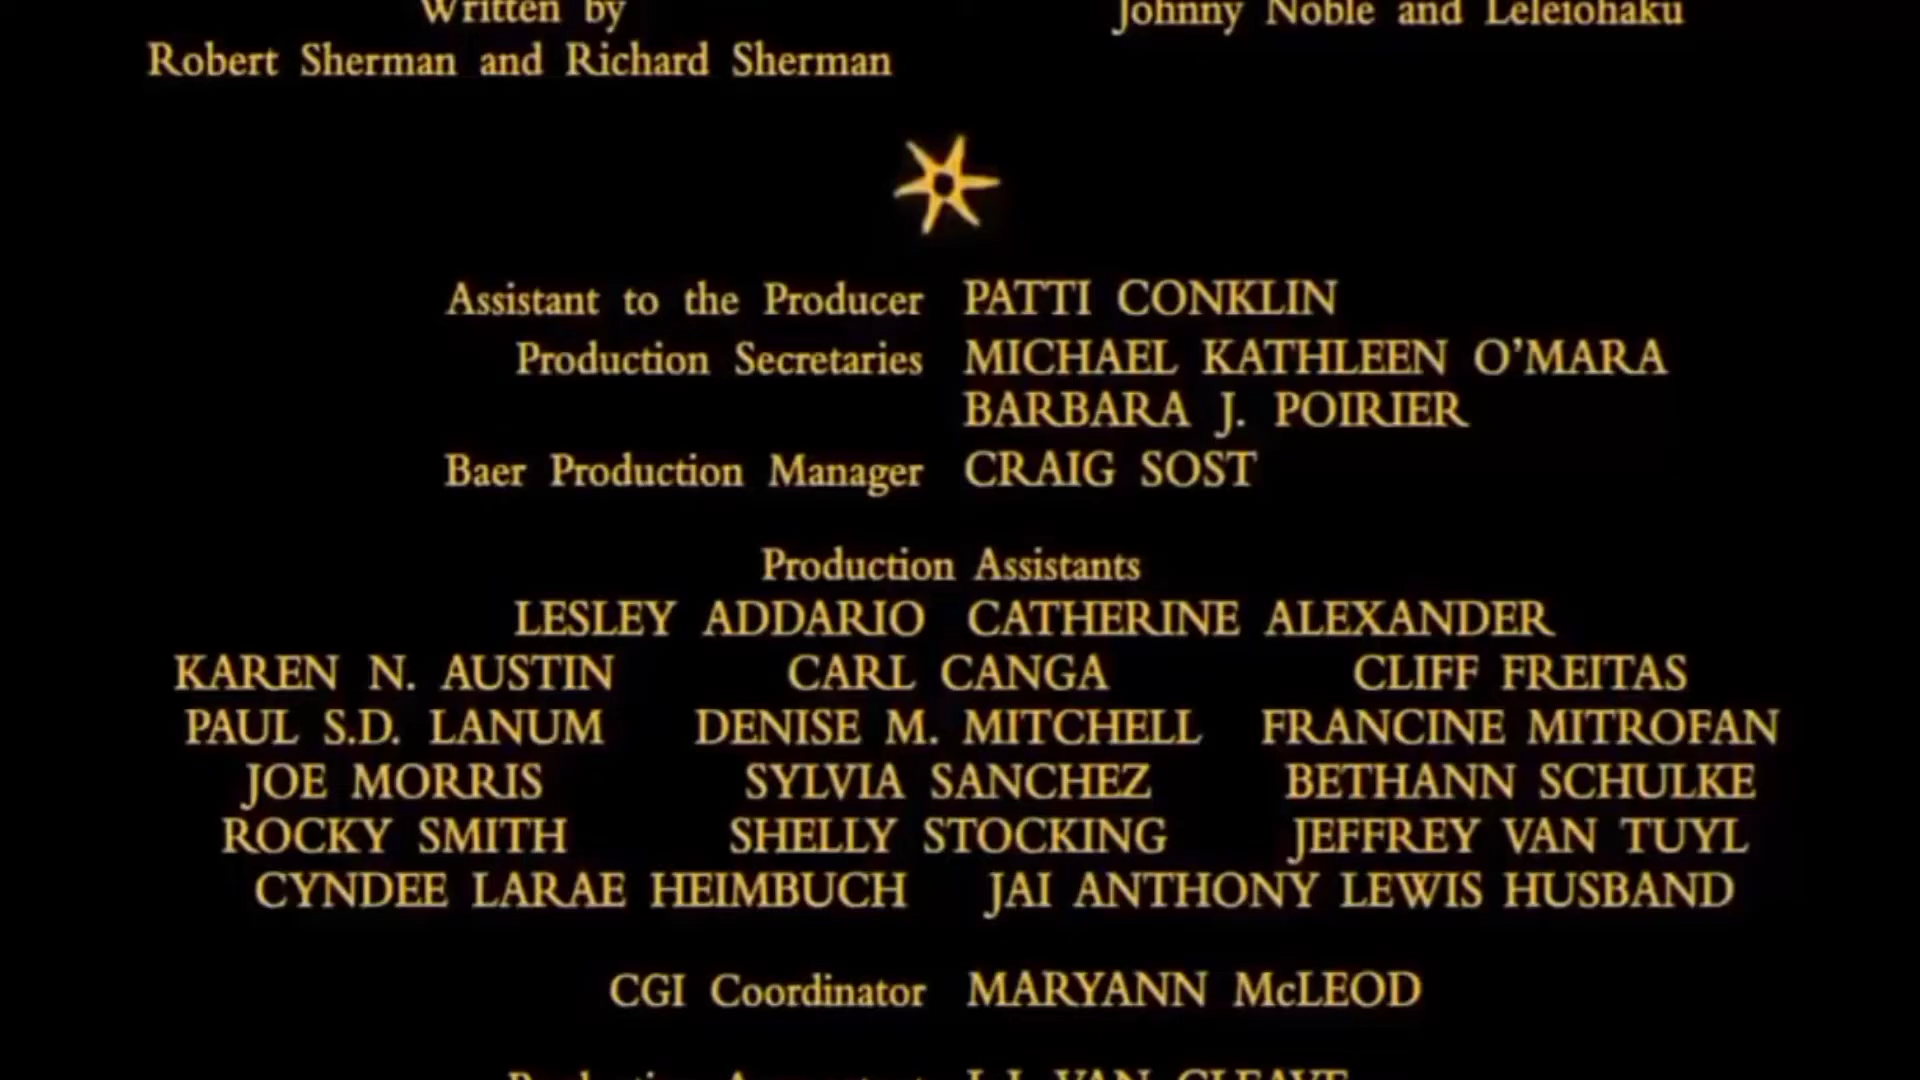 Written by
Johnny Noble and Leleiohaku
Robert Sherman and Richard Sherman
Assistant to the Producer PATTI CONKLIN
Production Secretaries MICHAEL KATHLEEN O'MARA
BARBARA J. POIRIER
Baer Production Manager CRAIG SOST
Production Assistants
LESLEY ADDARIO CATHERINE ALEXANDER
KAREN N. AUSTIN CARL CANGA CLIFF FREITAS
PAUL S.D. LANUM DENISE M. MITCHELL FRANCINE MITROFAN
JOE MORRIS SYLVIA SANCHEZ BETHANN SCHULKE
ROCKY SMITH SHELLY STOCKING JEFFREY VAN TUYL
CYNDEE LARAE HEIMBUCH JAI ANTHONY LEWIS HUSBAND
CGI Coordinator MARYANN McLEOD